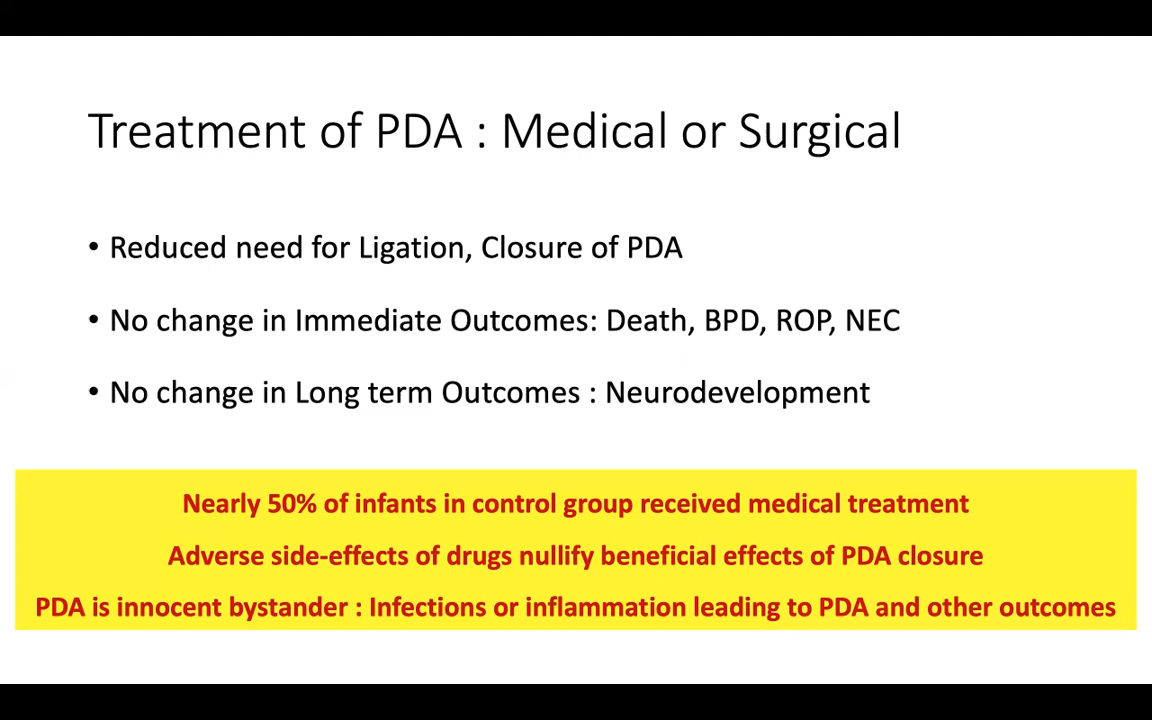 Treatment of PDA : Medical or Surgical
• Reduced need for Ligation, Closure of PDA
• No change in Immediate Outcomes: Death, BPD, ROP, NEC
• No change in Long term Outcomes : Neurodevelopment
Nearly 50% of infants in control group received medical treatment
Adverse side-effects of drugs nullify beneficial effects of PDA closure
PDA is innocent bystander : Infections or inflammation leading to PDA and other outcomes